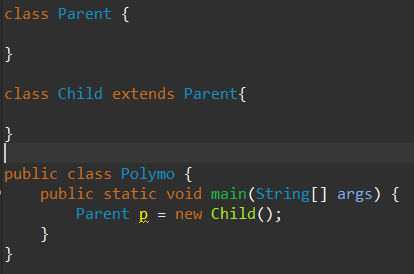 class Parent {
}
class Child extends Parent{
}
public class Polymo {
public static void main(String[] args) {
Parent p = new Child();
}
}